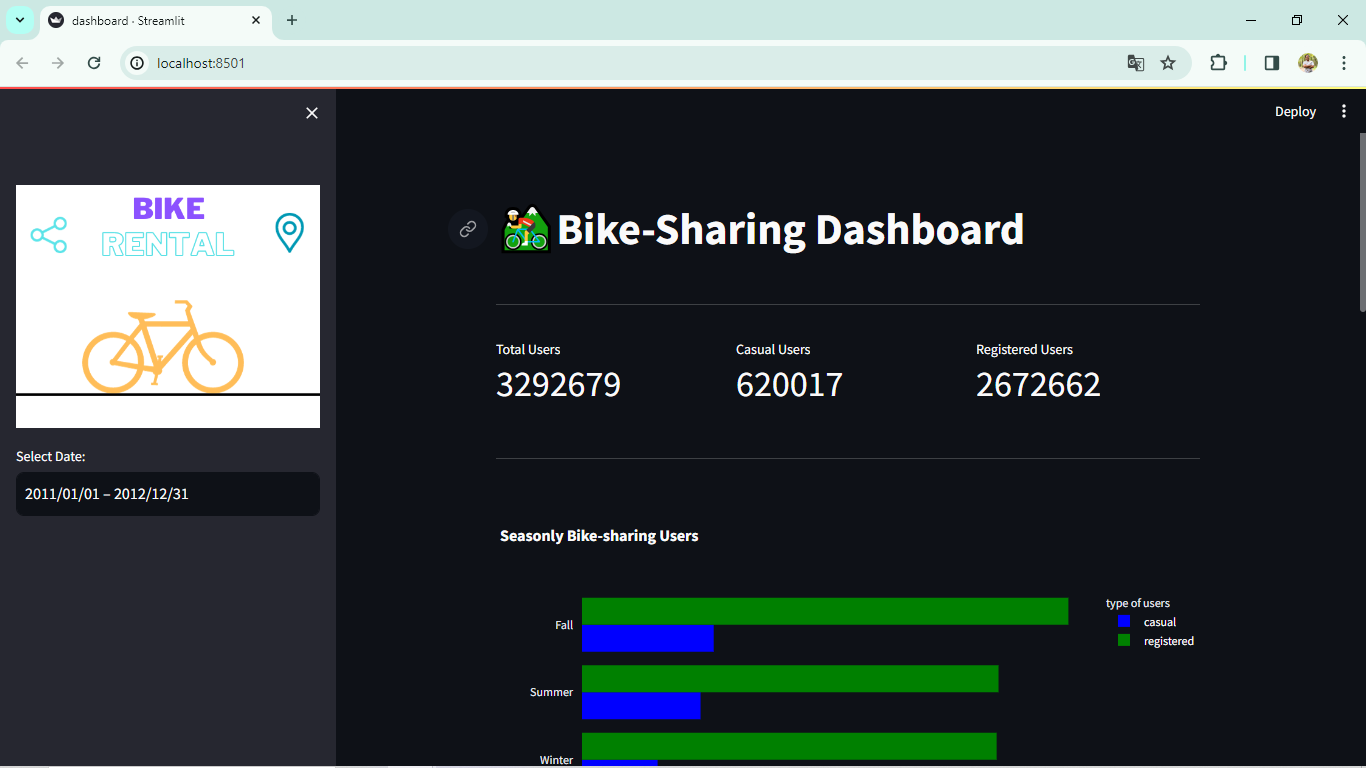 dashboard · Streamlit
localhost:8501
Deploy
BIKE
RENTAL
Select Date:
2011/01/01 – 2012/12/31
Bike-Sharing Dashboard
Total Users
3292679
Casual Users
620017
Registered Users
2672662
Seasonly Bike-sharing Users
type of users
casual
registered
Fall
Summer
Winter